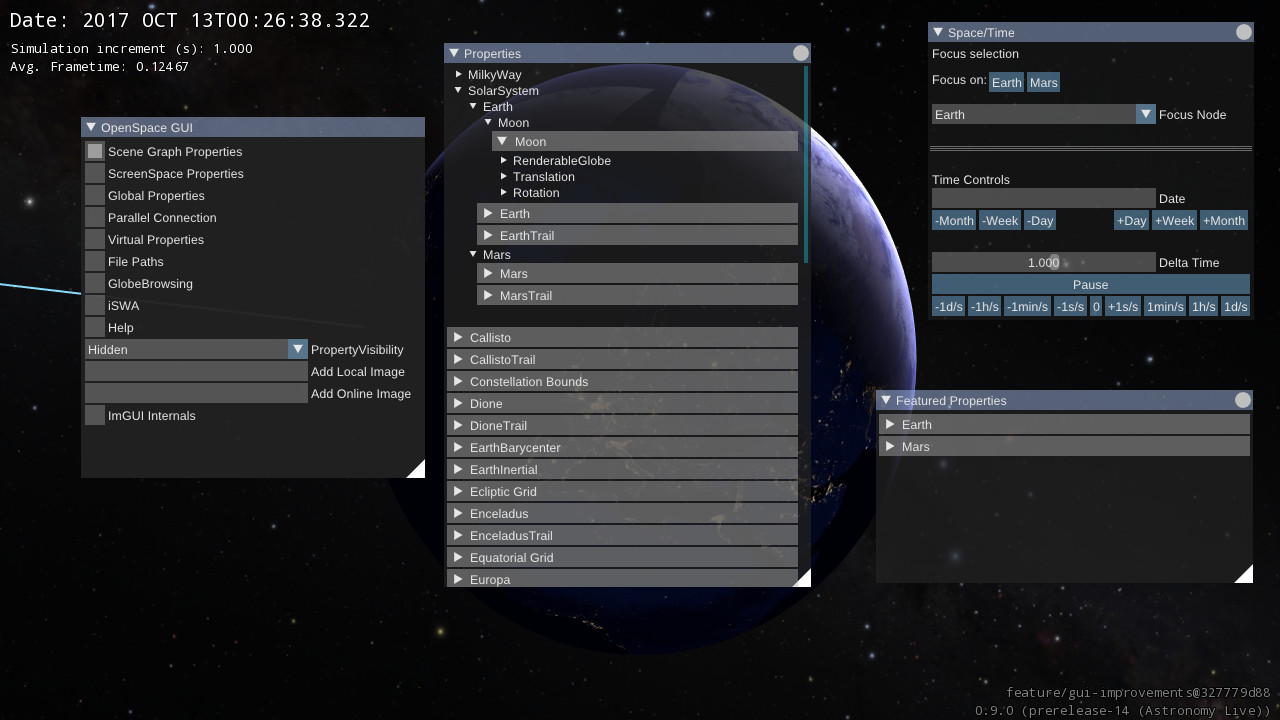 Date: 2017 OCT 13T00:26:38.322
Simulation increment (s): 1.000
Avg. Frametime: 0.12467
OpenSpace GUI
Scene Graph Properties
ScreenSpace Properties
Global Properties
Parallel Connection
Virtual Properties
File Paths
GlobeBrowsing
iSWA
Help
Hidden PropertyVisibility
Add Local Image
Add Online Image
ImGUI Internals
Properties
MilkyWay
SolarSystem
Earth
Moon
Moon
RenderableGlobe
Translation
Rotation
Earth
EarthTrail
Mars
Mars
MarsTrail
Callisto
CallistoTrail
Constellation Bounds
Dione
DioneTrail
EarthBarycenter
EarthInertial
Ecliptic Grid
Enceladus
EnceladusTrail
Equatorial Grid
Europa
Space/Time
Focus selection
Focus on: Earth Mars
Earth Focus Node
Time Controls
Date
-Month -Week -Day +Day +Week +Month
1.000 Delta Time
Pause
-1d/s -1h/s -1min/s -1s/s 0 +1s/s 1min/s 1h/s 1d/s
Featured Properties
Earth
Mars
feature/gui-improvements@327779d88
0.9.0 (prerelease-14 (Astronomy Live))